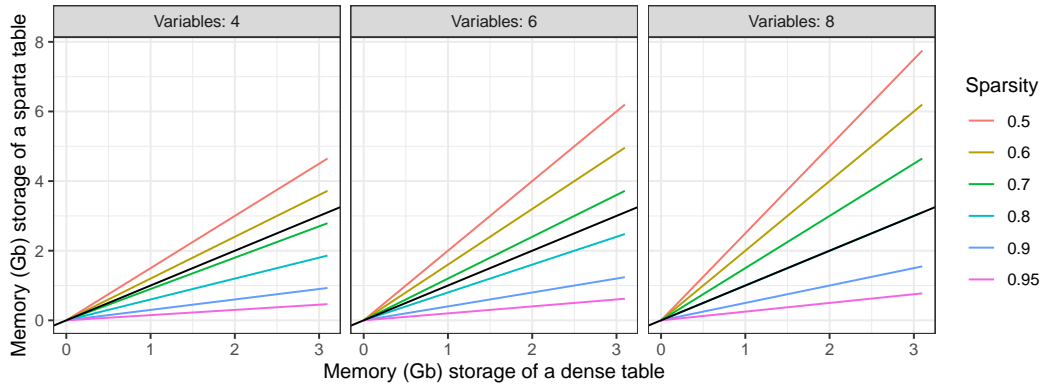 Variables: 4
Variables: 6
Variables: 8
Memory (Gb) storage of a sparta table
8
6
4
2
0
0 1 2 3
0 1 2 3
0 1 2 3
Memory (Gb) storage of a dense table
Sparsity
0.5
0.6
0.7
0.8
0.9
0.95